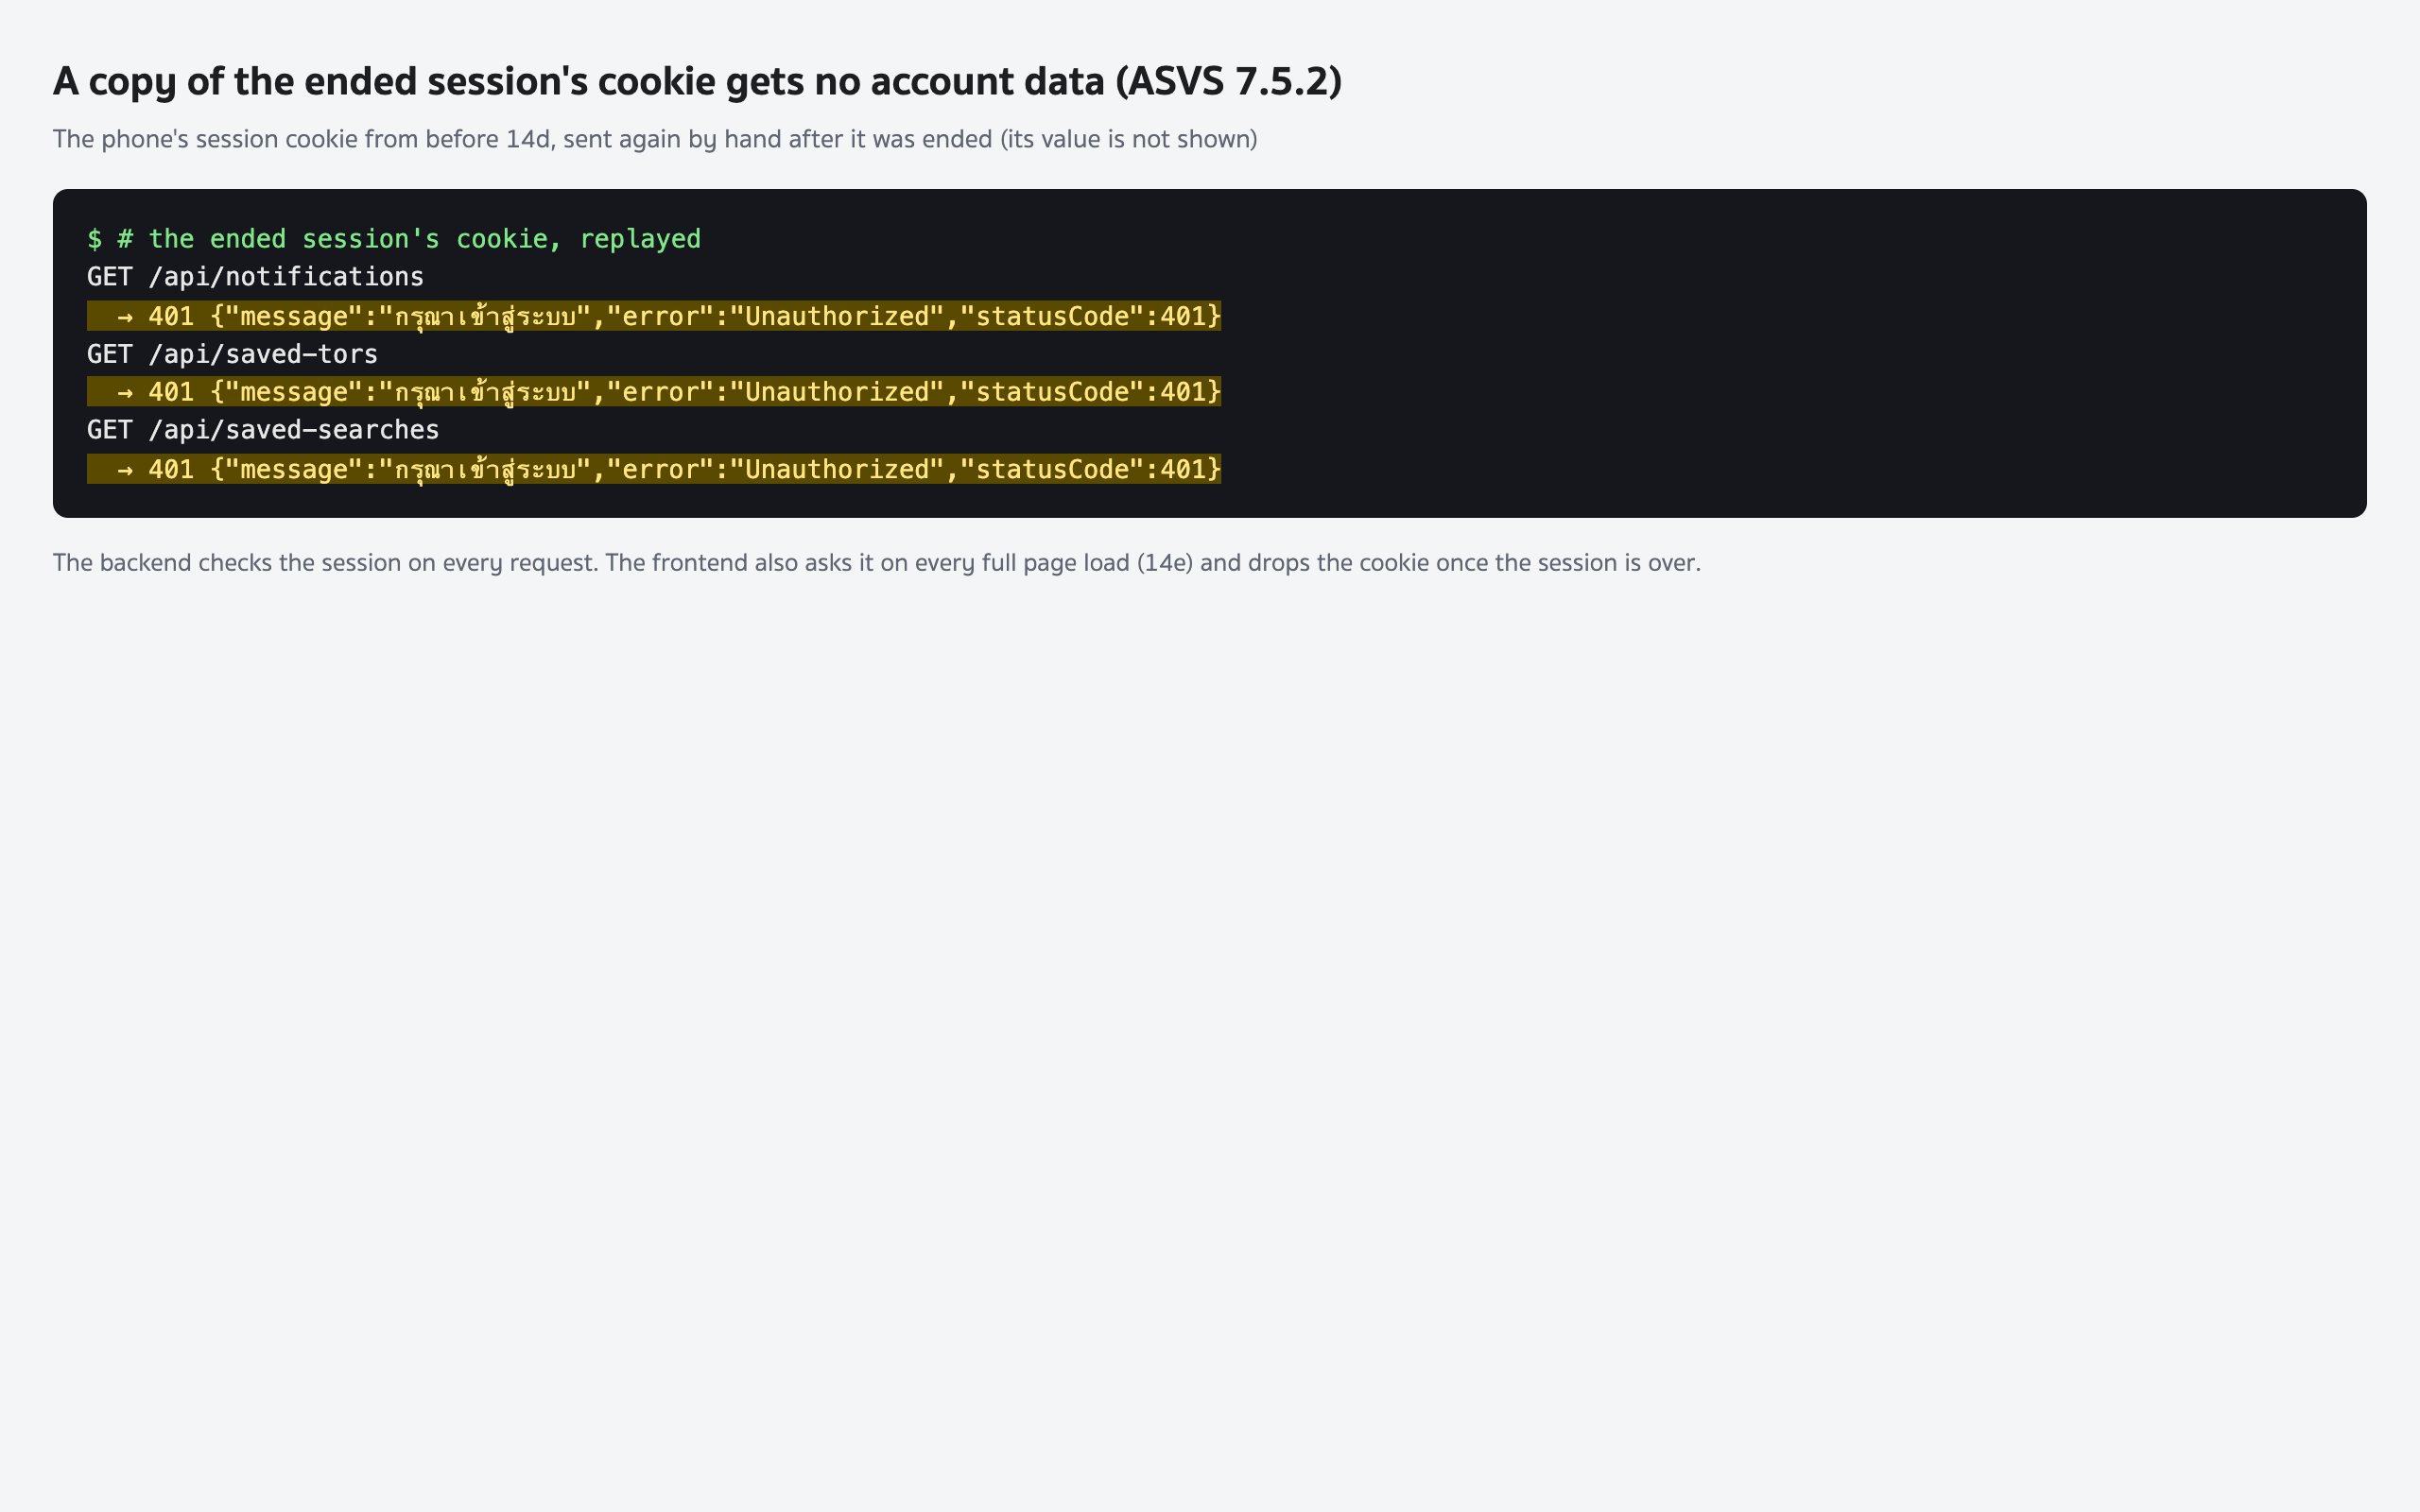 A copy of the ended session's cookie gets no account data (ASVS 7.5.2)
The phone's session cookie from before 14d, sent again by hand after it was ended (its value is not shown)
$ # the ended session's cookie, replayed
GET /api/notifications
→ 401 {"message":"กรุณาเข้าสู่ระบบ","error":"Unauthorized","statusCode":401}
GET /api/saved-tors
→ 401 {"message":"กรุณาเข้าสู่ระบบ","error":"Unauthorized","statusCode":401}
GET /api/saved-searches
→ 401 {"message":"กรุณาเข้าสู่ระบบ","error":"Unauthorized","statusCode":401}
The backend checks the session on every request. The frontend also asks it on every full page load (14e) and drops the cookie once the session is over.